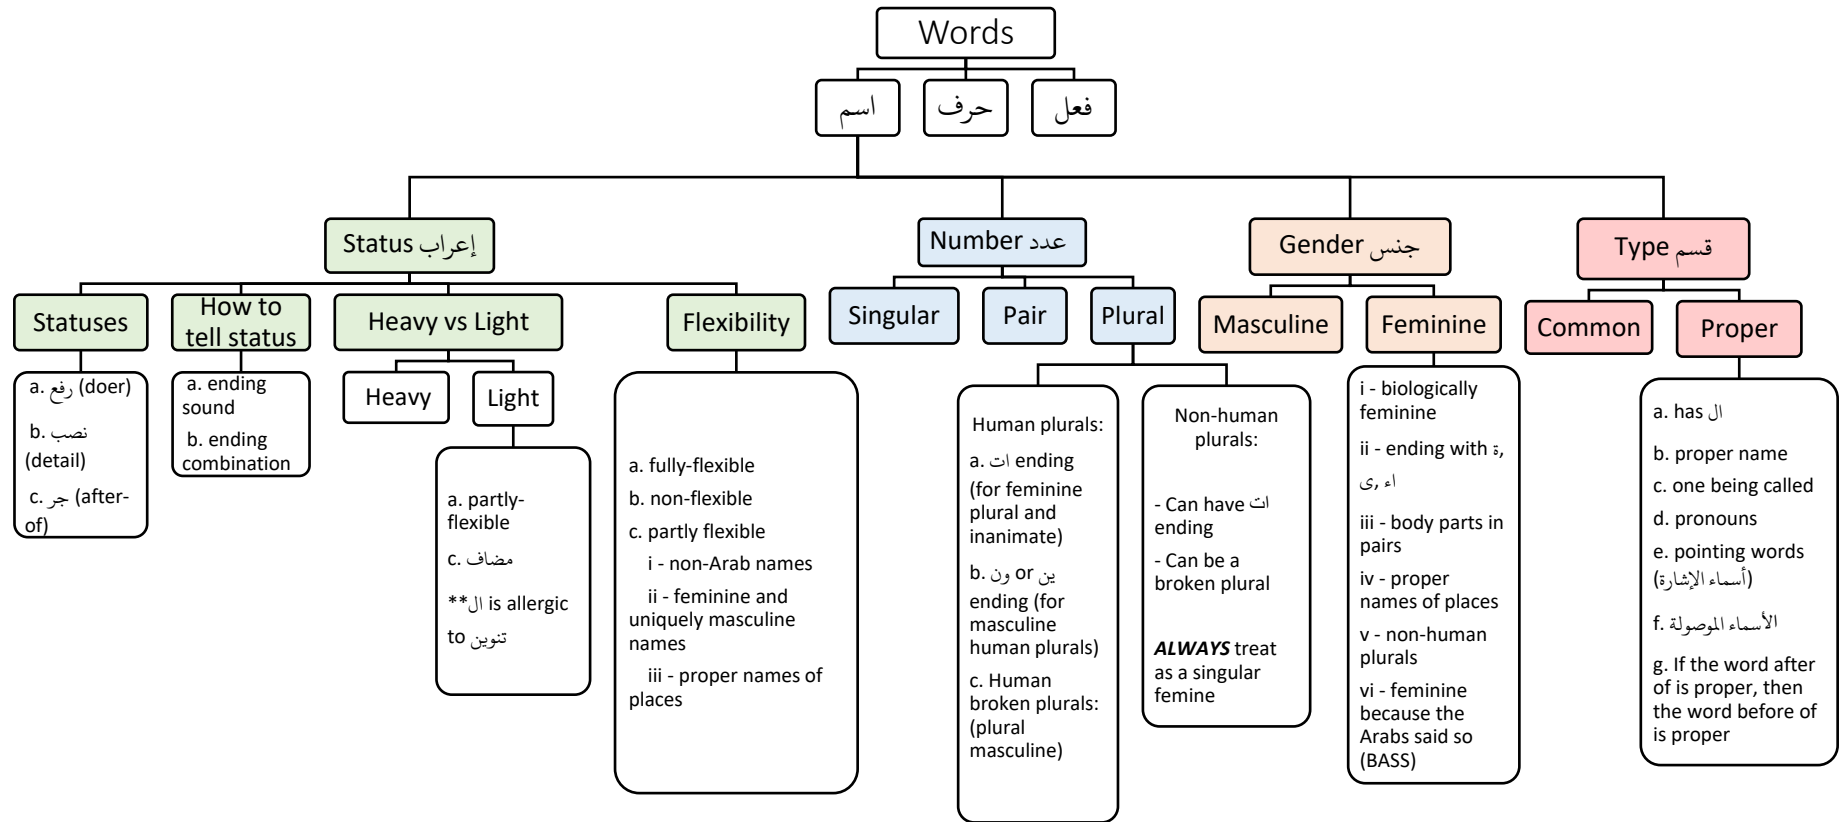 Words
اسم
حرف
فعل
Status إعراب
Number عدد
Gender جنس
Type قسم
Statuses
How to
tell status
Heavy vs Light
Flexibility
Singular
Pair
Plural
Masculine
Feminine
Common
Proper
a. رفع (doer)
b. نصب
(detail)
c. جر (after-
of)
a. ending
sound
b. ending
combination
Heavy
Light
a. partly-
flexible
c. مضاف
**ال is allergic
to تنوين
a. fully-flexible
b. non-flexible
c. partly flexible
i - non-Arab names
ii - feminine and
uniquely masculine
names
iii - proper names of
places
Human plurals:
a. ات ending
(for feminine
plural and
inanimate)
b. ون or ين
ending (for
masculine
human plurals)
c. Human
broken plurals:
(plural
masculine)
Non-human
plurals:
- Can have ات
ending
- Can be a
broken plural
ALWAYS treat
as a singular
femine
i - biologically
feminine
ii - ending with ة,
اء ,ى
iii - body parts in
pairs
iv - proper
names of places
v - non-human
plurals
vi - feminine
because the
Arabs said so
(BASS)
a. has ال
b. proper name
c. one being called
d. pronouns
e. pointing words
(أسماء الإشارة)
f. الأسماء الموصولة
g. If the word after
of is proper, then
the word before of
is proper